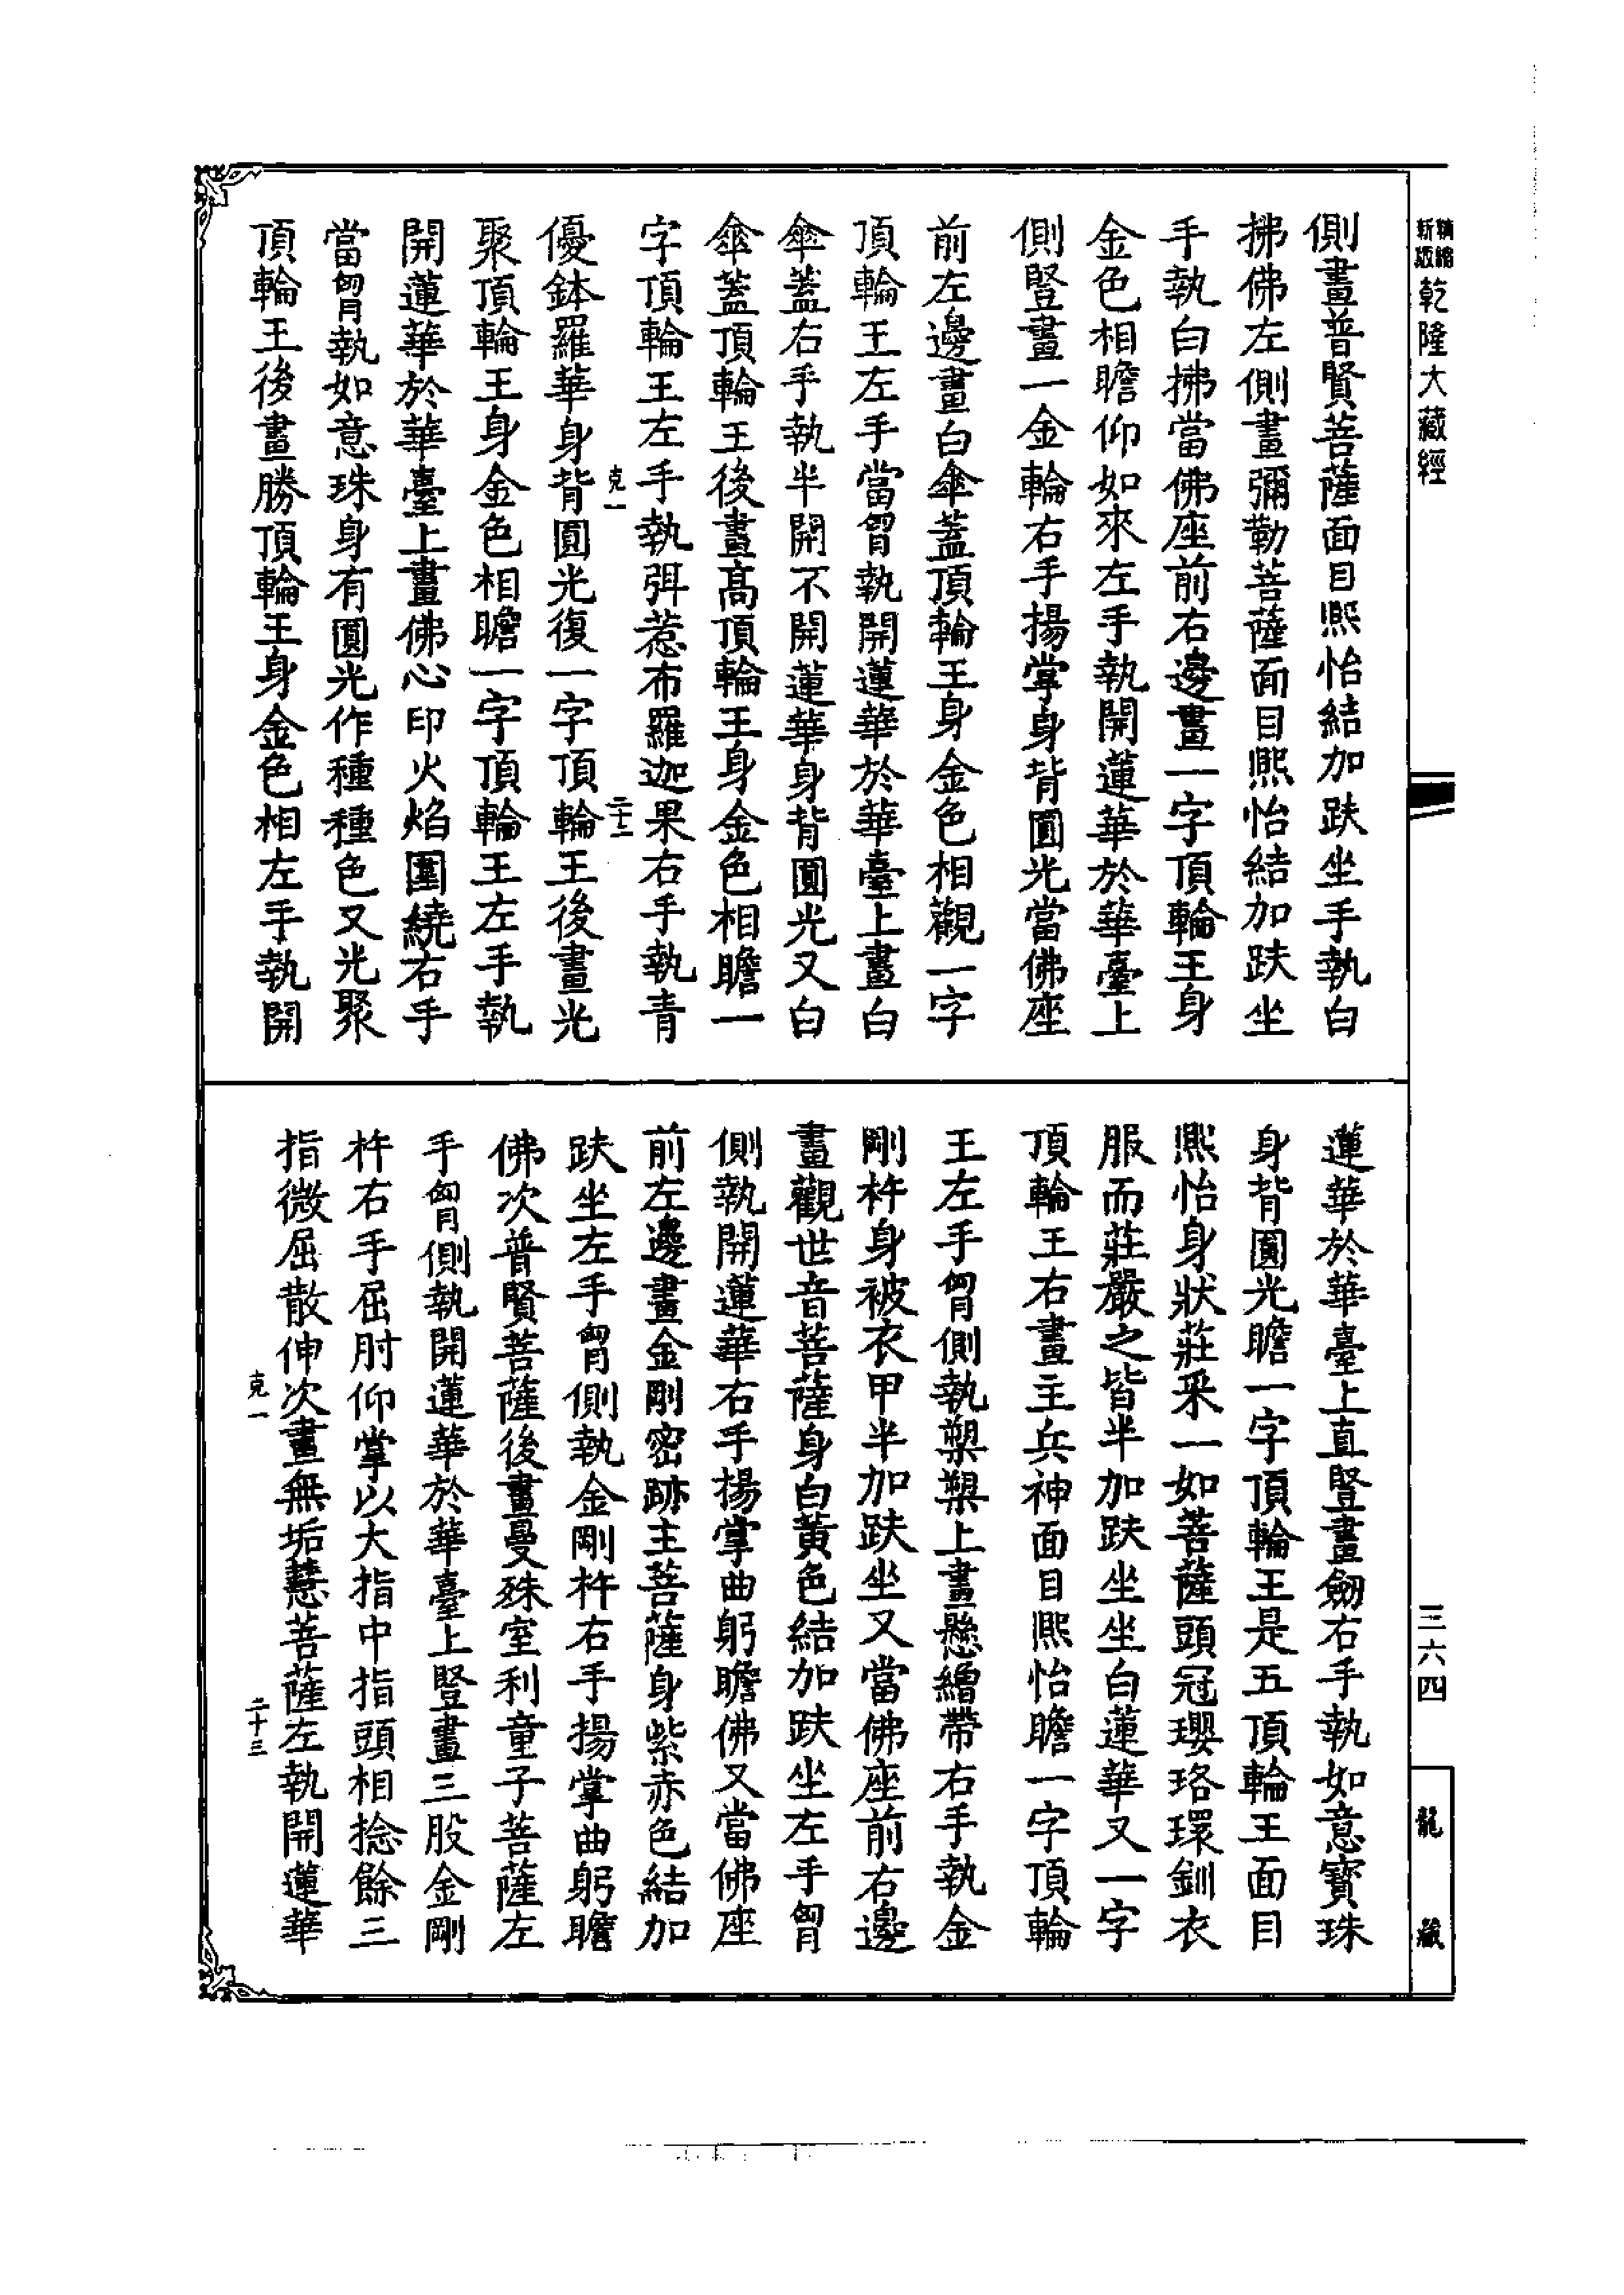 精縮新版乾隆大藏經
側畫普賢菩薩面目熙怡結加趺坐手執白
拂佛左側畫彌勒菩薩面目熙怡結加趺坐
手執白拂當佛座前右邊畫一字頂輪王身
金色相瞻仰如來左手執開蓮華於華臺上
側豎畫一金輪右手揚掌身背圓光當佛座
前左邊畫白傘蓋頂輪王身金色相觀一字
頂輪王左手當胷執開蓮華於華臺上畫白
傘蓋右手執半開不開蓮華身背圓光又白
傘蓋頂輪王後畫高頂輪王身金色相瞻一
字頂輪王左手執弭惹布羅迦果右手執青
克一
二十二
優鉢羅華身背圓光復一字頂輪王後畫光
聚頂輪王身金色相瞻一字頂輪王左手執
開蓮華於華臺上畫佛心印火焰圍繞右手
當胷執如意珠身有圓光作種種色又光聚
頂輪王後畫勝頂輪王身金色相左手執開
蓮華於華臺上直豎畫劒右手執如意寶珠
身背圓光瞻一字頂輪王是五頂輪王面目
熙怡身狀莊釆一如菩薩頭冠瓔珞環釧衣
服而莊嚴之皆半加趺坐坐白蓮華又一字
頂輪王右畫主兵神面目熙怡瞻一字頂輪
王左手胷側執槊槊上畫懸繒帶右手執金
剛杵身被衣甲半加趺坐又當佛座前右邊
畫觀世音菩薩身白黃色結加趺坐左手胷
側執開蓮華右手揚掌曲躬瞻佛又當佛座
前左邊畫金剛密跡主菩薩身紫赤色結加
趺坐左手胷側執金剛杵右手揚掌曲躬瞻
佛次普賢菩薩後畫曼殊室利童子菩薩左
手胷側執開蓮華於華臺上豎畫三股金剛
杵右手屈肘仰掌以大指中指頭相捻餘三
指微屈散伸次畫無垢慧菩薩左執開蓮華
克一
二十三
三六四
龍藏